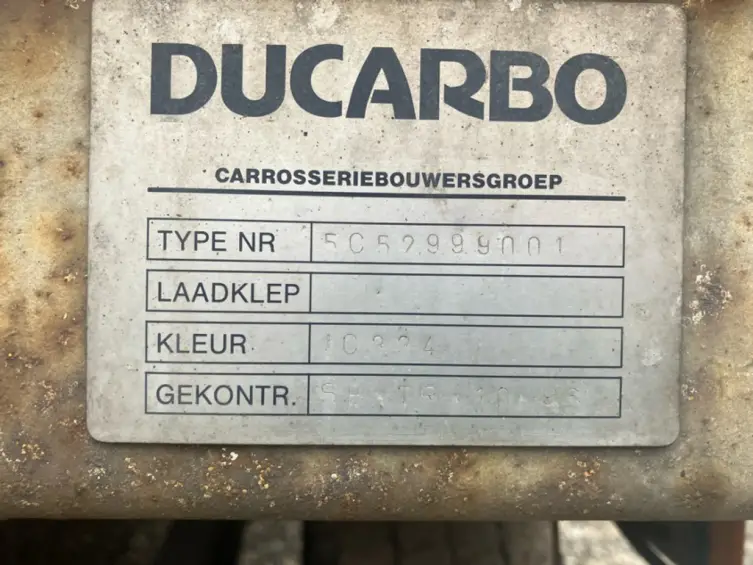 DUCARBO
CARROSSERIEBOUWERSGROEP
TYPE NR 5C52999001
LAADKLEP
KLEUR
GEKONTR.